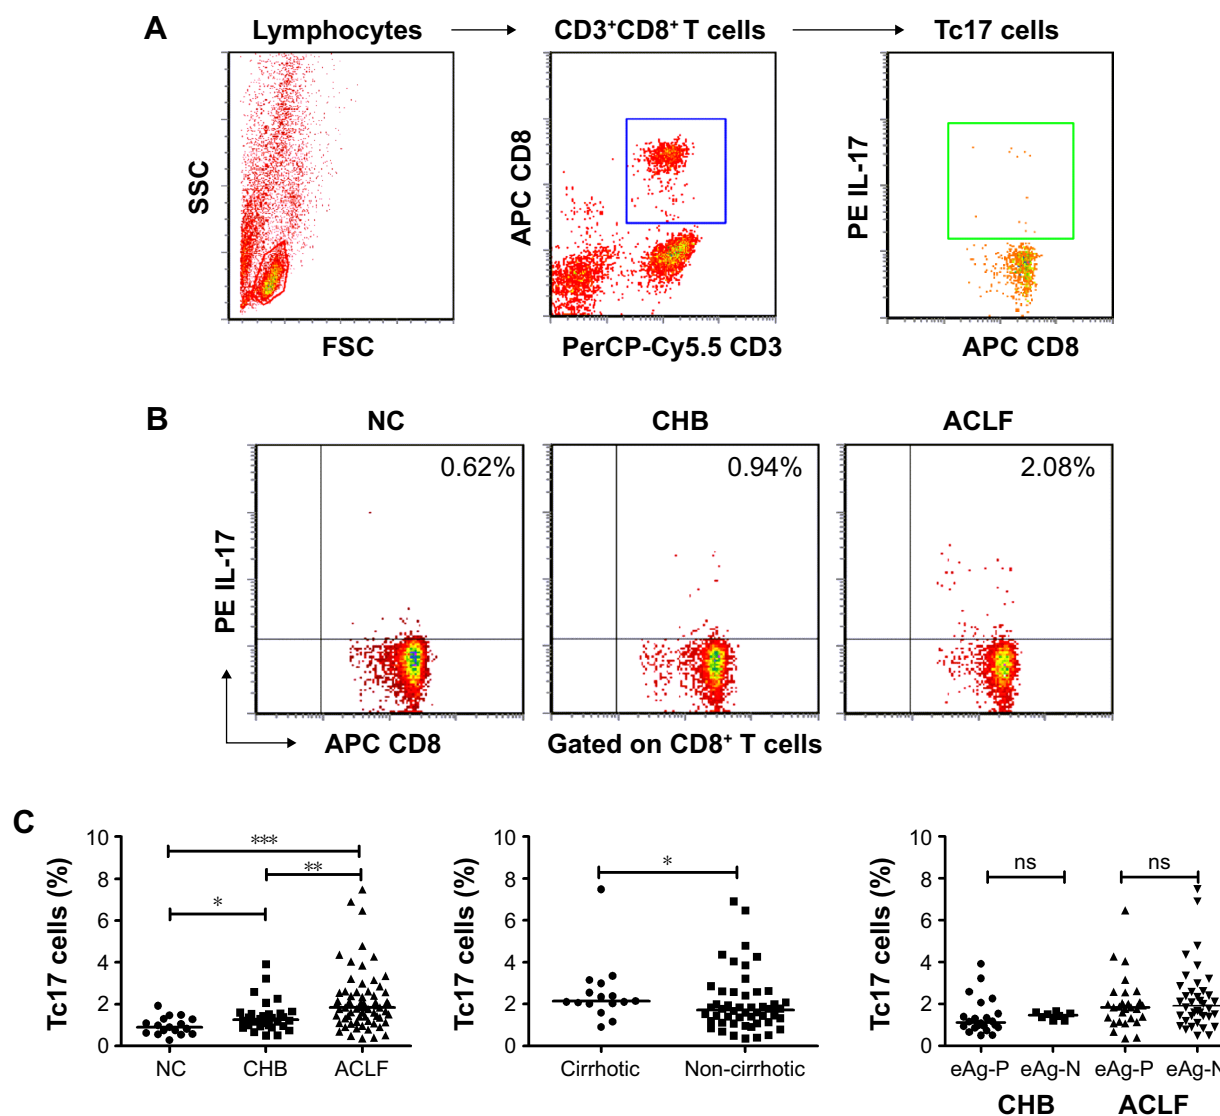 A
Lymphocytes
CD3⁺CD8⁺ T cells
Tc17 cells
SSC
FSC
APC CD8
PerCP-Cy5.5 CD3
PE IL-17
APC CD8
B
NC
CHB
ACLF
0.62%
0.94%
2.08%
PE IL-17
APC CD8
Gated on CD8⁺ T cells
C
Tc17 cells (%)
10
8
6
4
2
0
***
**
*
NC CHB ACLF
Tc17 cells (%)
10
8
6
4
2
0
*
Cirrhotic Non-cirrhotic
Tc17 cells (%)
10
8
6
4
2
0
ns ns
eAg-P eAg-N eAg-P eAg-N
CHB ACLF